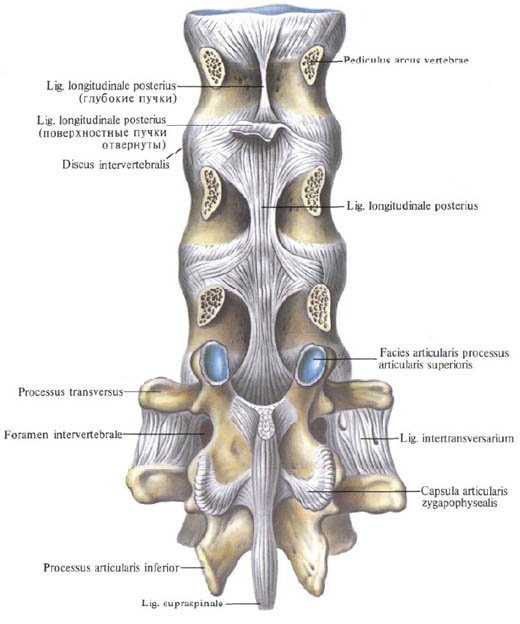 Pediculus arcus vertebrae
Lig. longitudinale posterius
(глубокие пучки)
Lig. longitudinale posterius
(поверхностные пучки
отвернуты)
Discus intervertebralis
Lig. longitudinale posterius
Facies articularis processus
articularis superioris
Processus transversus
Foramen intervertebrale
Lig. intertransversarium
Capsula articularis
zygapophysealis
Processus articularis inferior
Lig. supraspinale